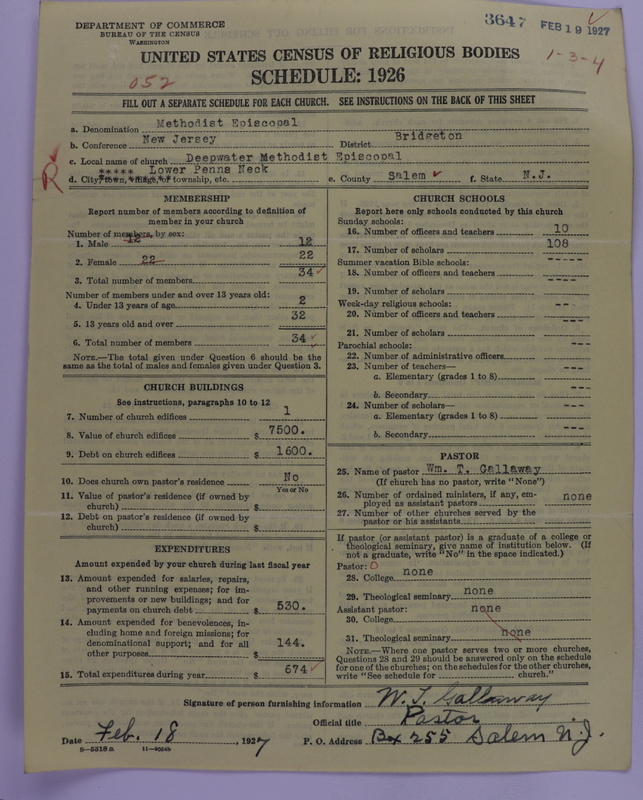 DEPARTMENT OF COMMERCE
BUREAU OF THE CENSUS
WASHINGTON
3647 FEB 19 1927
UNITED STATES CENSUS OF RELIGIOUS BODIES
1-3-4
SCHEDULE: 1926
052
FILL OUT A SEPARATE SCHEDULE FOR EACH CHURCH. SEE INSTRUCTIONS ON THE BACK OF THIS SHEET
a. Denomination Methodist Episcopal
b. Conference New Jersey District Bridgeton
c. Local name of church Deepwater Methodist Episcopal
R
d. City, town, village, or township, etc. Lower Penns Neck e. County Salem f. State N.J.
MEMBERSHIP
Report number of members according to definition of
member in your church
Number of members, by sex:
1. Male 12 12
2. Female 22 22
3. Total number of members 34
Number of members under and over 13 years old:
4. Under 13 years of age 2
5. 13 years old and over 32
6. Total number of members 34
NOTE.—The total given under Question 6 should be
same as the total of males and females given under Question 3.
CHURCH BUILDINGS
See instructions, paragraphs 10 to 12
7. Number of church edifices 1
8. Value of church edifices $ 7500.
9. Debt on church edifices $ 1600.
10. Does church own pastor's residence No
Yes or No
11. Value of pastor's residence (if owned by
church) $
12. Debt on pastor's residence (if owned by
church) $
EXPENDITURES
Amount expended by your church during last fiscal year
13. Amount expended for salaries, repairs,
and other running expenses; for im-
provements or new buildings; and for
payments on church debt $ 530.
14. Amount expended for benevolences, in-
cluding home and foreign missions; for
denominational support; and for all
other purposes $ 144.
15. Total expenditures during year $ 674
CHURCH SCHOOLS
Report here only schools conducted by this church
Sunday schools:
16. Number of officers and teachers 10
17. Number of scholars 108
Summer vacation Bible schools: ----
18. Number of officers and teachers ----
19. Number of scholars
Week-day religious schools: ---
20. Number of officers and teachers ---
21. Number of scholars
Parochial schools: ---
22. Number of administrative officers
23. Number of teachers—
a. Elementary (grades 1 to 8) ---
b. Secondary ---
24. Number of scholars— ---
a. Elementary (grades 1 to 8)
b. Secondary ---
PASTOR
25. Name of pastor Wm. T. Gallaway
(If church has no pastor, write "None")
26. Number of ordained ministers, if any, em-
ployed as assistant pastors none
27. Number of other churches served by the
pastor or his assistants
If pastor (or assistant pastor) is a graduate of a college or
theological seminary, give name of institution below. (If
not a graduate, write "No" in the space indicated.)
Pastor: O
28. College none
29. Theological seminary none
Assistant pastor: none
30. College
31. Theological seminary none
NOTE.—Where one pastor serves two or more churches,
Questions 28 and 29 should be answered only on the schedule
for one of the churches; on the schedules for the other churches,
write "See schedule for church."
Signature of person furnishing information W. T. Gallaway
Official title Pastor
Date Feb. 18, 1927 P. O. Address Box 255 Salem N.J.